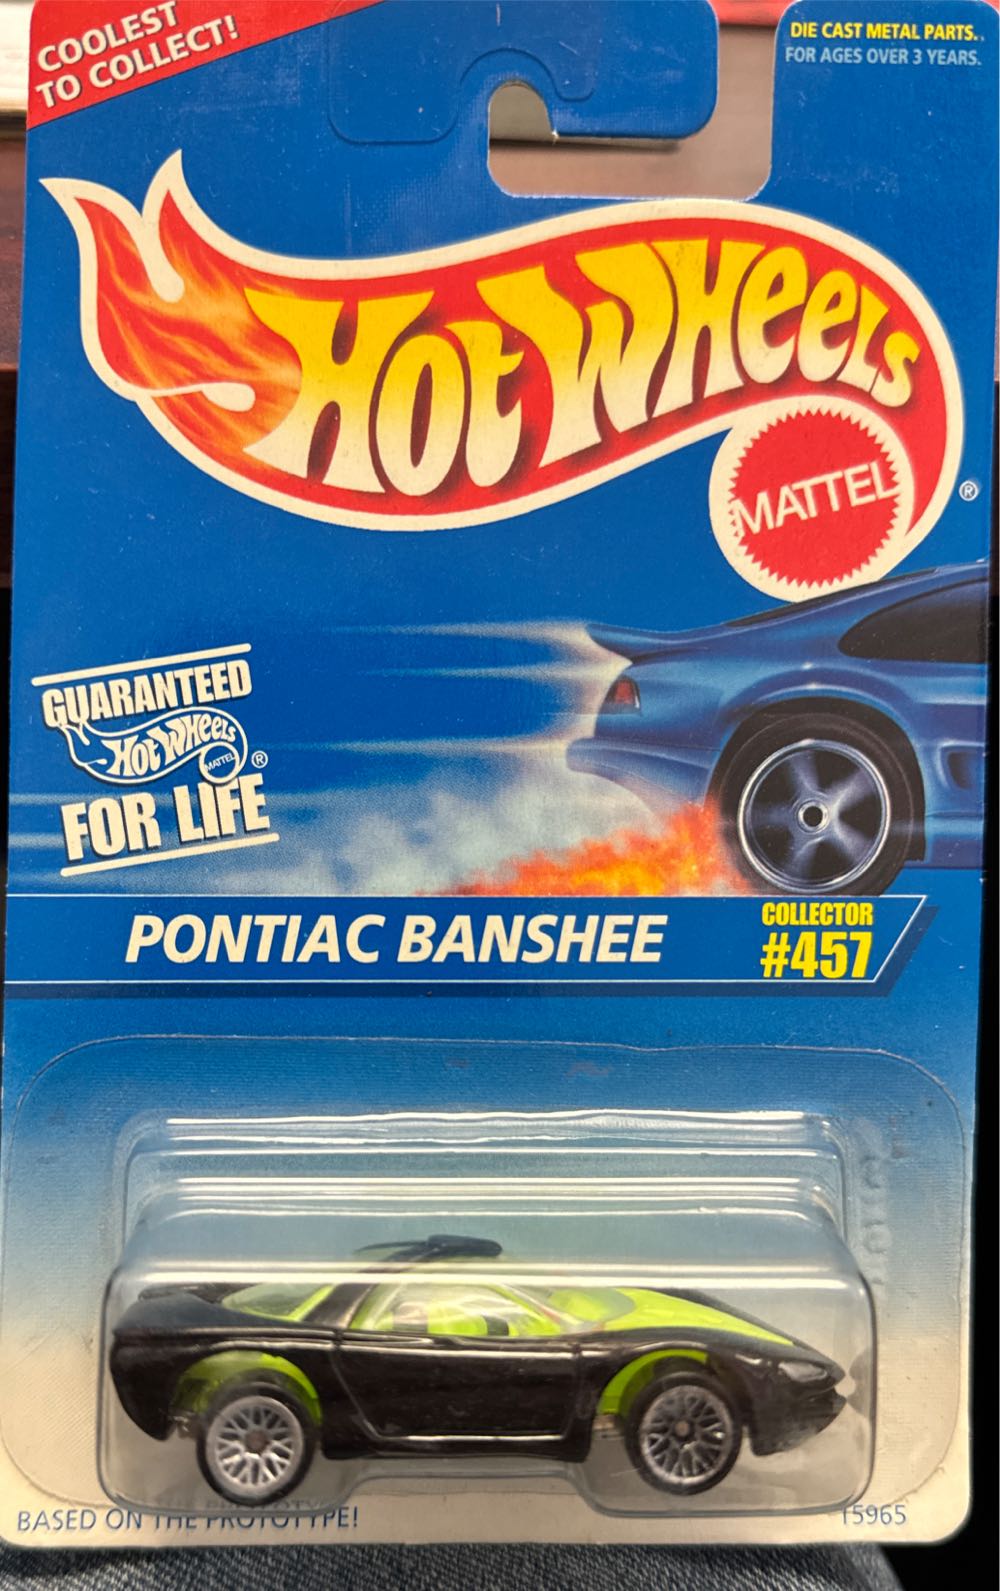 COOLEST
TO COLLECT!
DIE CAST METAL PARTS.
FOR AGES OVER 3 YEARS.
HOT WHEELS
MATTEL
®
GUARANTEED
HOT WHEELS
MATTEL
®
FOR LIFE
PONTIAC BANSHEE
COLLECTOR
#457
BASED ON THE PROTOTYPE!
15965